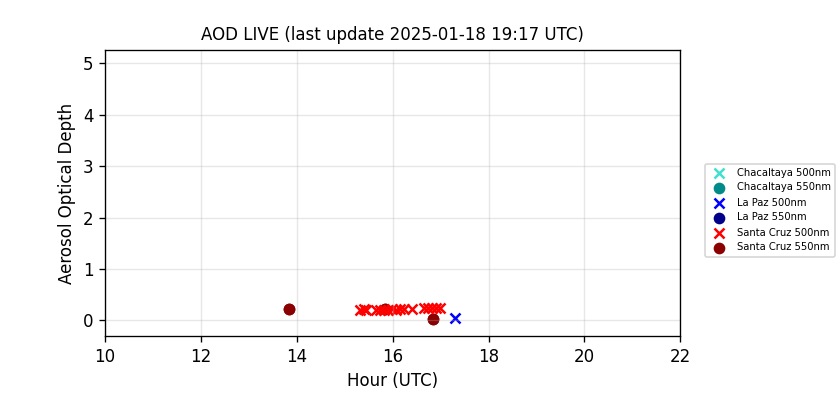 AOD LIVE (last update 2025-01-18 19:17 UTC)
Aerosol Optical Depth
5
4
3
2
1
0
10 12 14 16 18 20 22
Hour (UTC)
Chacaltaya 500nm
Chacaltaya 550nm
La Paz 500nm
La Paz 550nm
Santa Cruz 500nm
Santa Cruz 550nm